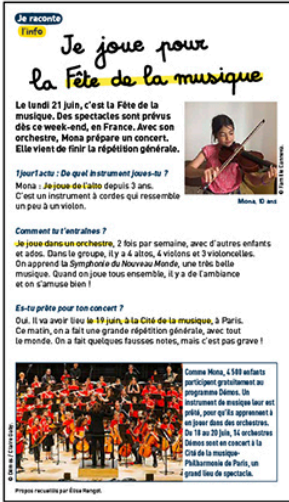 Je raconte
l'info
Je joue pour
la Fête de la musique
Le lundi 21 juin, c'est la Fête de la
musique. Des spectacles sont prévus
dès ce week-end, en France. Avec son
orchestre, Mona prépare un concert.
Elle vient de finir la répétition générale.
1jour1actu : De quel instrument joues-tu ?
Mona : Je joue de l'alto depuis 3 ans.
C'est un instrument à cordes qui ressemble
un peu à un violon.
Mona, 10 ans
Comment tu t'entraînes ?
Je joue dans un orchestre, 2 fois par semaine, avec d'autres enfants
et ados. Dans le groupe, il y a 4 altos, 4 violons et 3 violoncelles.
On apprend la Symphonie du Nouveau Monde, une très belle
musique. Quand on joue tous ensemble, il y a de l'ambiance
et on s'amuse bien !
Es-tu prête pour ton concert ?
Oui. Il va avoir lieu le 19 juin, à la Cité de la musique, à Paris.
Ce matin, on a fait une grande répétition générale, avec tout
le monde. On a fait quelques fausses notes, mais c'est pas grave !
Comme Mona, 4 500 enfants
participent gratuitement au
programme Démos. Un
instrument de musique leur est
prêté, pour qu'ils apprennent à
en jouer dans des orchestres.
Du 18 au 20 juin, 14 orchestres
Démos sont en concert à la
Cité de la musique-
Philharmonie de Paris, un
grand lieu de spectacle.
Propos recueillis par Élise Rengot.